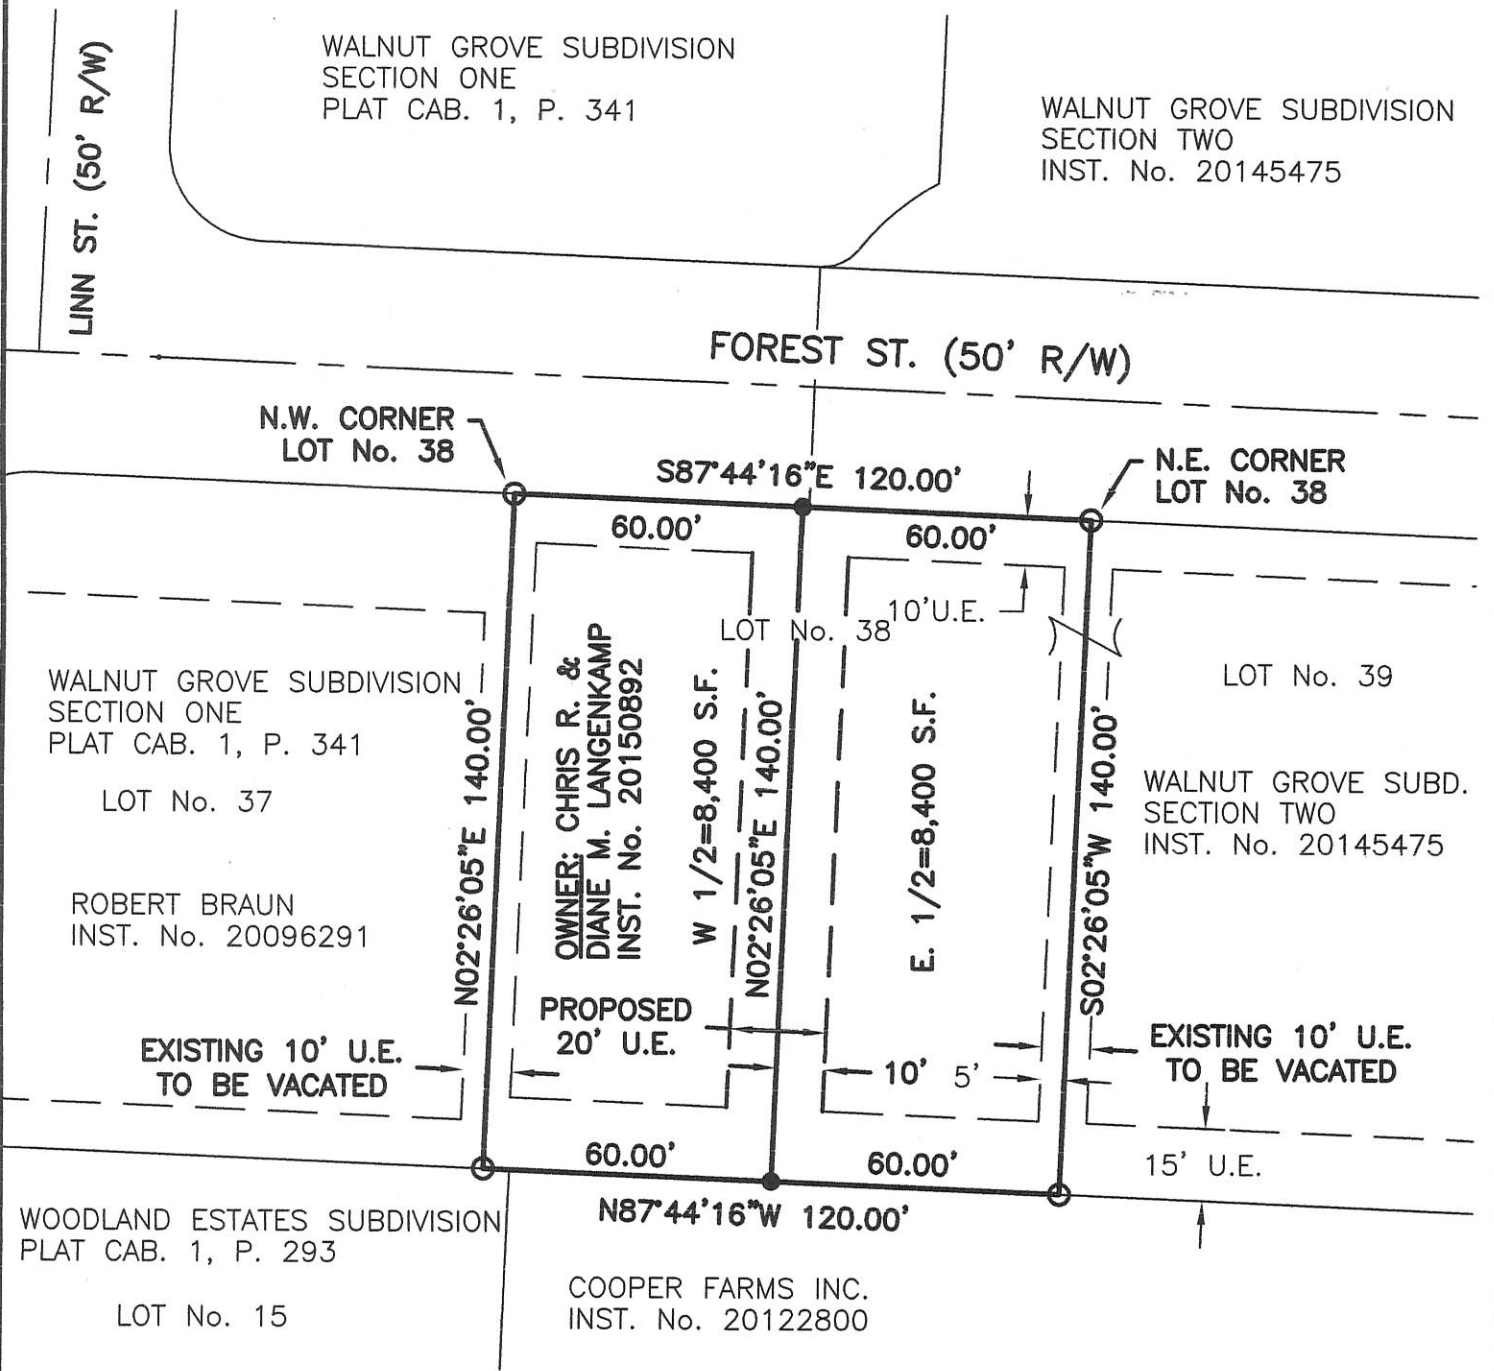 WALNUT GROVE SUBDIVISION
SECTION ONE
PLAT CAB. 1, P. 341
WALNUT GROVE SUBDIVISION
SECTION TWO
INST. No. 20145475
LINN ST. (50' R/W)
FOREST ST. (50' R/W)
N.W. CORNER
LOT No. 38
S87°44'16"E 120.00'
N.E. CORNER
LOT No. 38
60.00'
60.00'
10'U.E.
LOT No. 38
WALNUT GROVE SUBDIVISION
SECTION ONE
PLAT CAB. 1, P. 341
LOT No. 37
ROBERT BRAUN
INST. No. 20096291
N02°26'05"E 140.00'
OWNER: CHRIS R. &
DIANE M. LANGENKAMP
INST. No. 20150892
W 1/2=8,400 S.F.
N02°26'05"E 140.00'
E. 1/2=8,400 S.F.
S02°26'05"W 140.00'
LOT No. 39
WALNUT GROVE SUBD.
SECTION TWO
INST. No. 20145475
PROPOSED
20' U.E.
EXISTING 10' U.E.
TO BE VACATED
10'
5'
EXISTING 10' U.E.
TO BE VACATED
60.00'
60.00'
15' U.E.
N87°44'16"W 120.00'
WOODLAND ESTATES SUBDIVISION
PLAT CAB. 1, P. 293
LOT No. 15
COOPER FARMS INC.
INST. No. 20122800